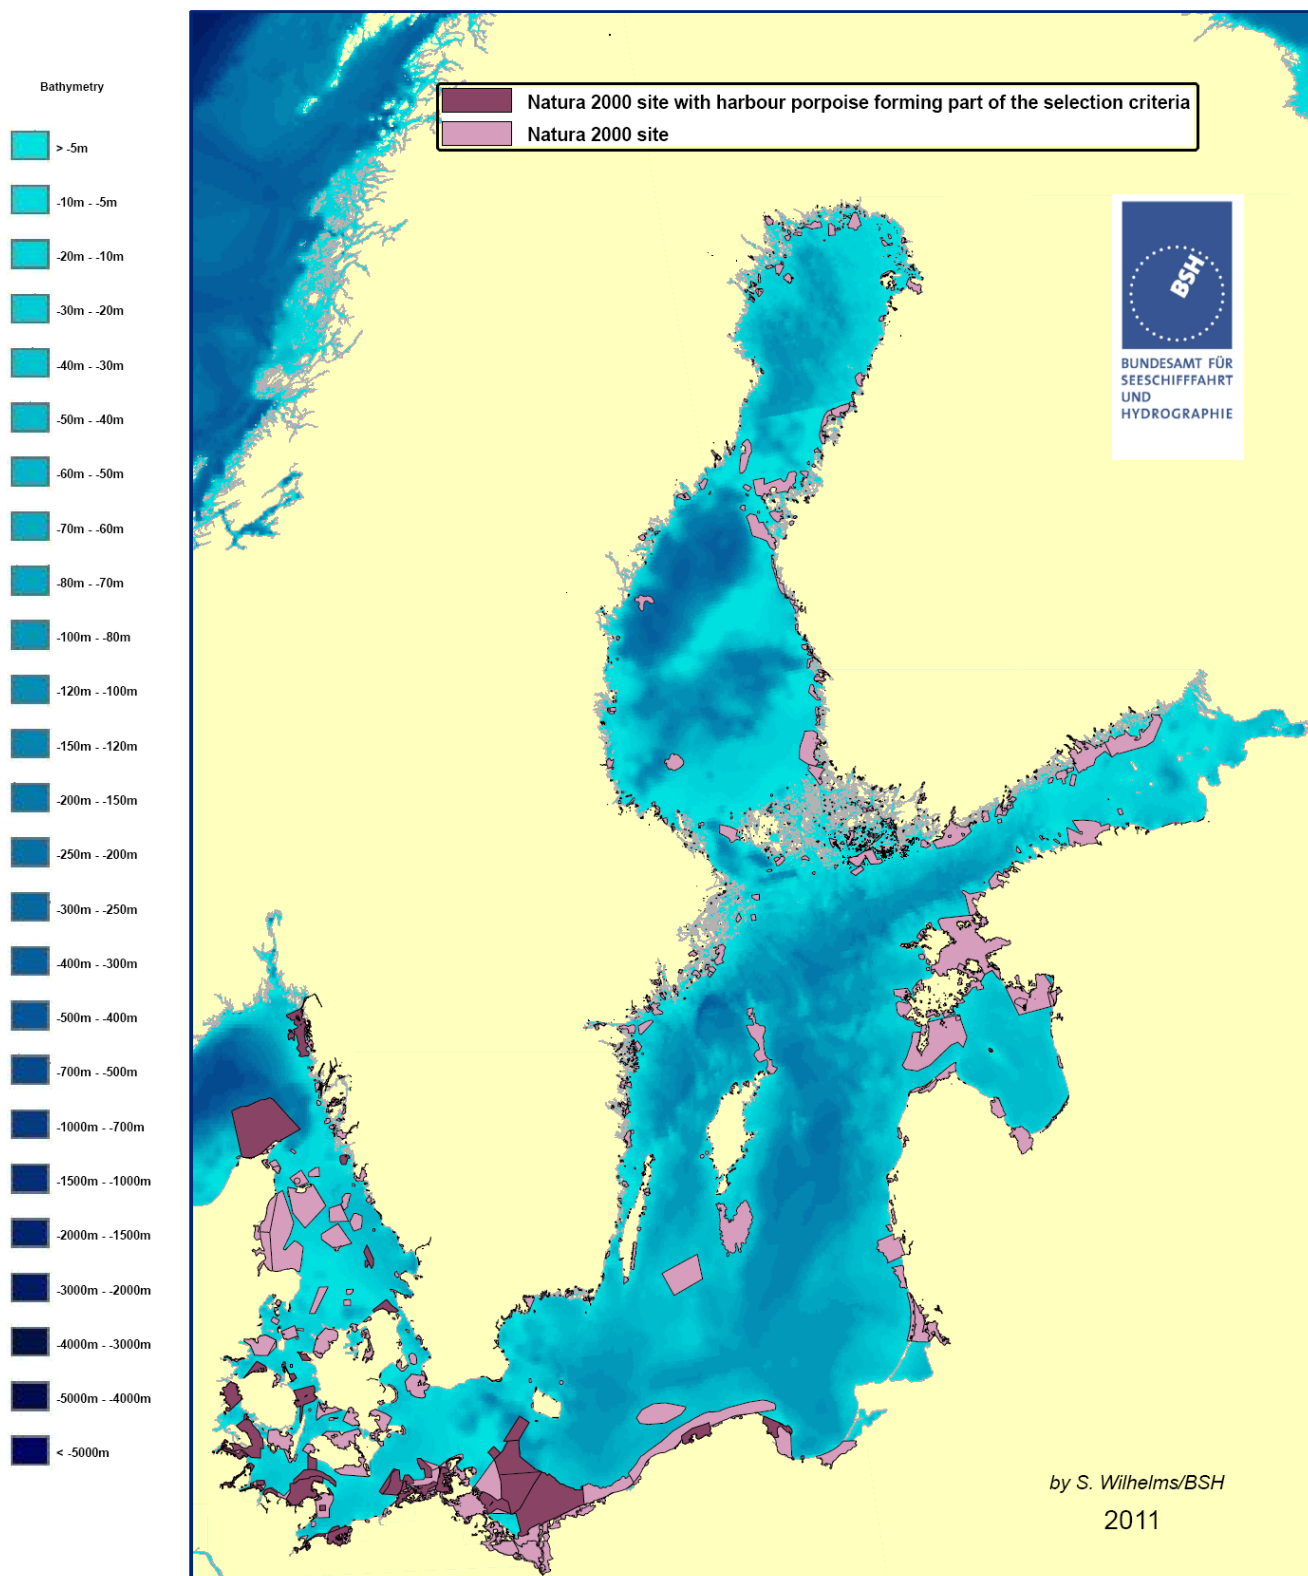 Bathymetry
> -5m
-10m - -5m
-20m - -10m
-30m - -20m
-40m - -30m
-50m - -40m
-60m - -50m
-70m - -60m
-80m - -70m
-100m - -80m
-120m - -100m
-150m - -120m
-200m - -150m
-250m - -200m
-300m - -250m
-400m - -300m
-500m - -400m
-700m - -500m
-1000m - -700m
-1500m - -1000m
-2000m - -1500m
-3000m - -2000m
-4000m - -3000m
-5000m - -4000m
< -5000m
Natura 2000 site with harbour porpoise forming part of the selection criteria
Natura 2000 site
BSH
BUNDESAMT FÜR
SEESCHIFFFAHRT
UND
HYDROGRAPHIE
by S. Wilhelms/BSH
2011